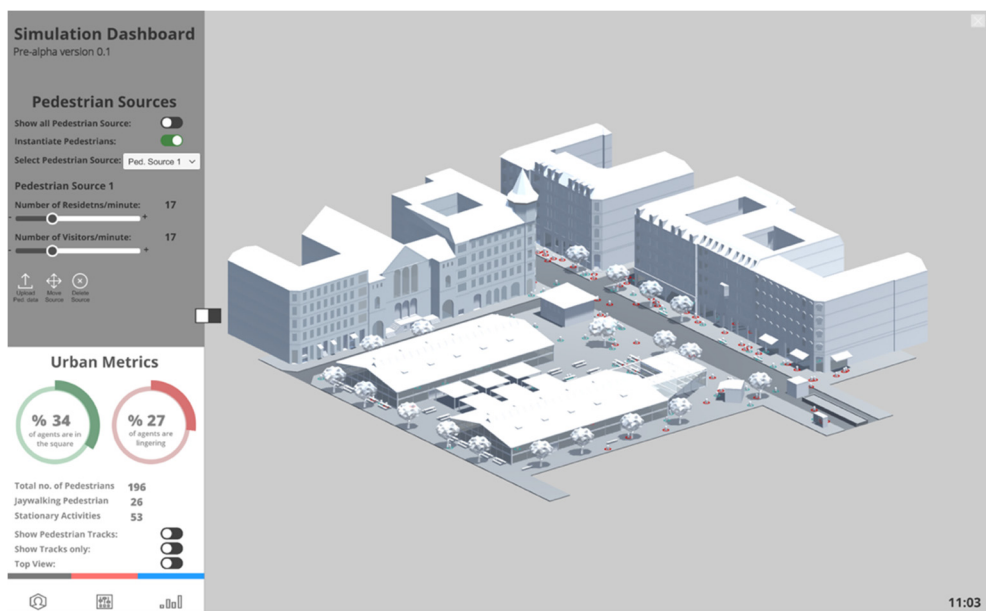 Simulation Dashboard
Pre-alpha version 0.1
Pedestrian Sources
Show all Pedestrian Source:
Instantiate Pedestrians:
Select Pedestrian Source: Ped. Source 1
Pedestrian Source 1
Number of Residetns/minute: 17
- +
Number of Visitors/minute: 17
- +
Upload Ped. data
Move Source
Delete Source
Urban Metrics
% 34
of agents are in
the square
% 27
of agents are
lingering
Total no. of Pedestrians 196
Jaywalking Pedestrian 26
Stationary Activities 53
Show Pedestrian Tracks:
Show Tracks only:
Top View:
11:03